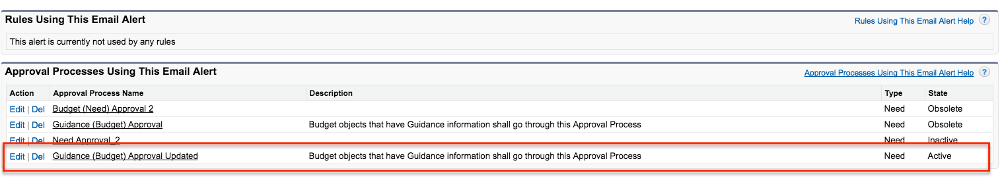 Rules Using This Email Alert
Rules Using This Email Alert Help ?
This alert is currently not used by any rules
Approval Processes Using This Email Alert
Approval Processes Using This Email Alert Help ?
Action Approval Process Name Description Type State
Edit | Del Budget (Need) Approval 2 Need Obsolete
Edit | Del Guidance (Budget) Approval Budget objects that have Guidance information shall go through this Approval Process Need Obsolete
Edit | Del Need Approval_2 Need Inactive
Edit | Del Guidance (Budget) Approval Updated Budget objects that have Guidance information shall go through this Approval Process Need Active